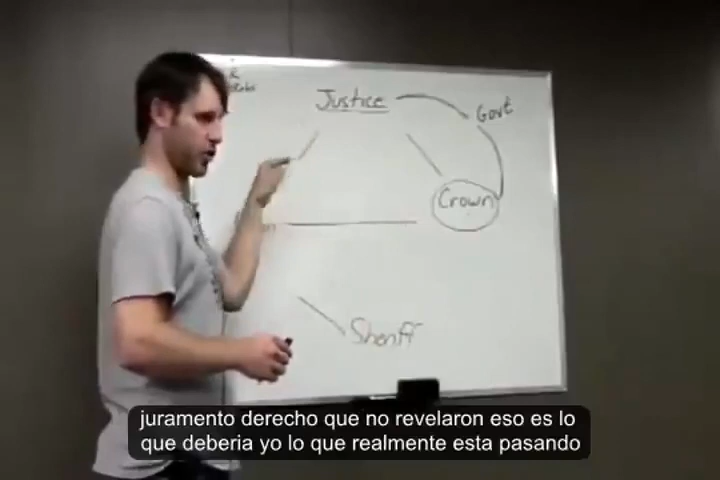 Justice
Govt
Crown
Sheriff
juramento derecho que no revelaron eso es lo
que deberia yo lo que realmente esta pasando